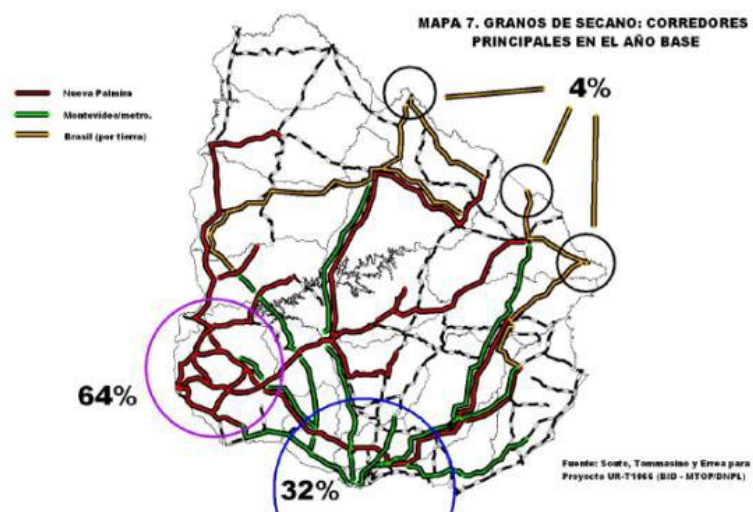 MAPA 7. GRANOS DE SECANO: CORREDORES
PRINCIPALES EN EL AÑO BASE
Nueva Palmira
Montevideo/metro.
Brasil (por tierra)
4%
64%
32%
Fuente: Souto, Tommasino y Errea para
Proyecto UR-T1066 (BID - MTOP/DNPL)